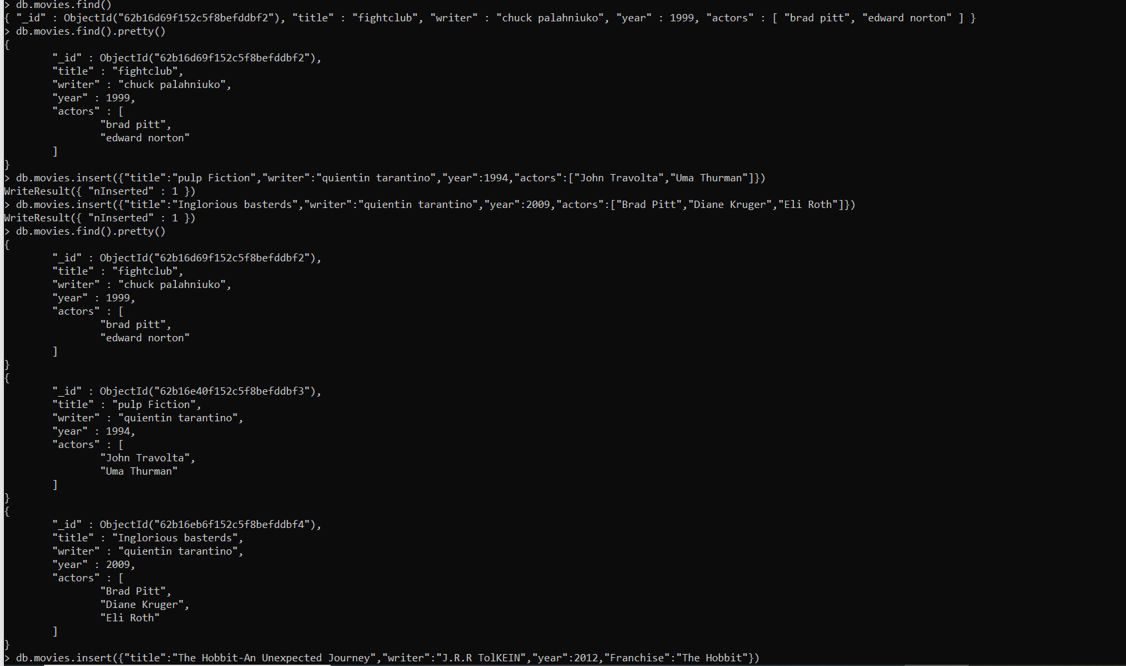 > db.movies.find()
{ "_id" : ObjectId("62b16d69f152c5f8befddbf2"), "title" : "fightclub", "writer" : "chuck palahniuko", "year" : 1999, "actors" : [ "brad pitt", "edward norton" ] }
> db.movies.find().pretty()
{
"_id" : ObjectId("62b16d69f152c5f8befddbf2"),
"title" : "fightclub",
"writer" : "chuck palahniuko",
"year" : 1999,
"actors" : [
"brad pitt",
"edward norton"
]
}
> db.movies.insert({"title":"pulp Fiction","writer":"quientin tarantino","year":1994,"actors":["John Travolta","Uma Thurman"]})
WriteResult({ "nInserted" : 1 })
> db.movies.insert({"title":"Inglorious basterds","writer":"quientin tarantino","year":2009,"actors":["Brad Pitt","Diane Kruger","Eli Roth"]})
WriteResult({ "nInserted" : 1 })
> db.movies.find().pretty()
{
"_id" : ObjectId("62b16d69f152c5f8befddbf2"),
"title" : "fightclub",
"writer" : "chuck palahniuko",
"year" : 1999,
"actors" : [
"brad pitt",
"edward norton"
]
}
{
"_id" : ObjectId("62b16e40f152c5f8befddbf3"),
"title" : "pulp Fiction",
"writer" : "quientin tarantino",
"year" : 1994,
"actors" : [
"John Travolta",
"Uma Thurman"
]
}
{
"_id" : ObjectId("62b16eb6f152c5f8befddbf4"),
"title" : "Inglorious basterds",
"writer" : "quientin tarantino",
"year" : 2009,
"actors" : [
"Brad Pitt",
"Diane Kruger",
"Eli Roth"
]
}
> db.movies.insert({"title":"The Hobbit-An Unexpected Journey","writer":"J.R.R TolKEIN","year":2012,"Franchise":"The Hobbit"})